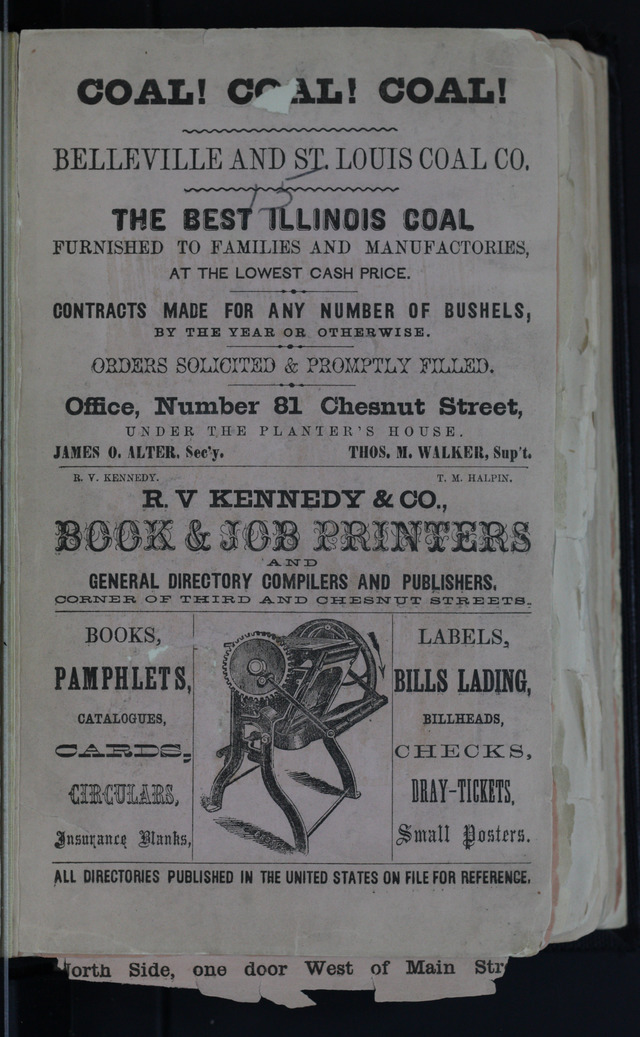 COAL! COAL! COAL!
BELLEVILLE AND ST. LOUIS COAL CO.
15
THE BEST ILLINOIS COAL
FURNISHED TO FAMILIES AND MANUFACTORIES,
AT THE LOWEST CASH PRICE.
CONTRACTS MADE FOR ANY NUMBER OF BUSHELS,
BY THE YEAR OR OTHERWISE.
ORDERS SOLICITED & PROMPTLY FILLED.
Office, Number 81 Chesnut Street,
UNDER THE PLANTER'S HOUSE.
JAMES O. ALTER, Sec'y. THOS. M. WALKER, Sup't.
R. V. KENNEDY. T. M. HALPIN.
R. V KENNEDY & CO.,
BOOK & JOB PRINTERS
AND
GENERAL DIRECTORY COMPILERS AND PUBLISHERS,
CORNER OF THIRD AND CHESNUT STREETS.
BOOKS,
PAMPHLETS,
CATALOGUES,
CARDS,
CIRCULARS,
Insurance Blanks,
LABELS,
BILLS LADING,
BILLHEADS,
CHECKS,
DRAY-TICKETS,
Small Posters.
ALL DIRECTORIES PUBLISHED IN THE UNITED STATES ON FILE FOR REFERENCE.
North Side, one door West of Main Str